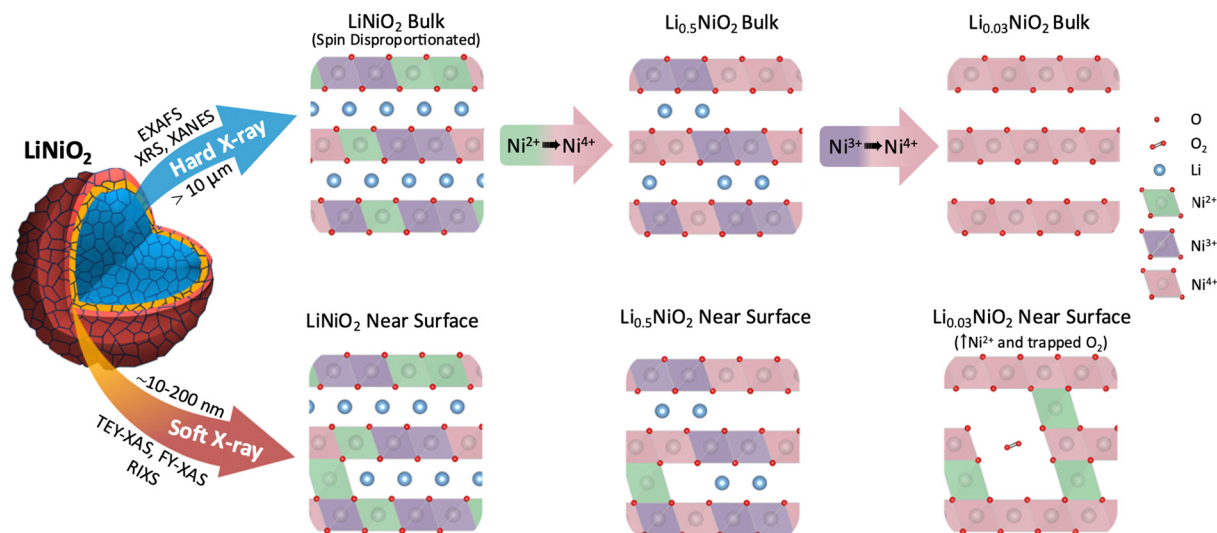 LiNiO₂
EXAFS
XRS, XANES
Hard X-ray
> 10 μm
LiNiO₂ Bulk
(Spin Disproportionated)
Ni²⁺➡Ni⁴⁺
Li₀.₅NiO₂ Bulk
Ni³⁺➡Ni⁴⁺
Li₀.₀₃NiO₂ Bulk
O
O₂
Li
Ni²⁺
Ni³⁺
Ni⁴⁺
~10-200 nm
Soft X-ray
TEY-XAS, FY-XAS
RIXS
LiNiO₂ Near Surface
Li₀.₅NiO₂ Near Surface
Li₀.₀₃NiO₂ Near Surface
(↑Ni²⁺ and trapped O₂)